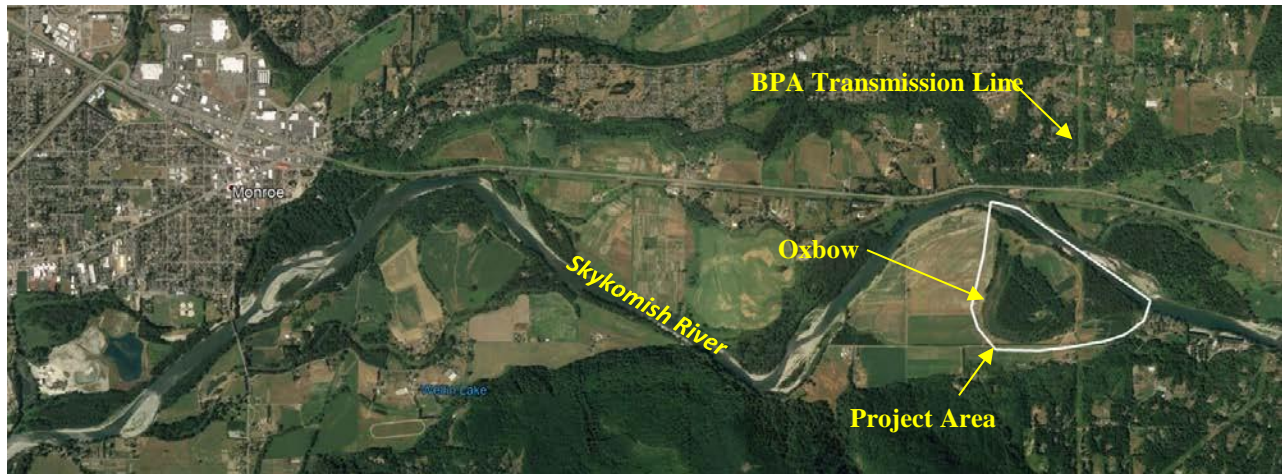 BPA Transmission Line
Monroe
Oxbow
Skykomish River
Project Area